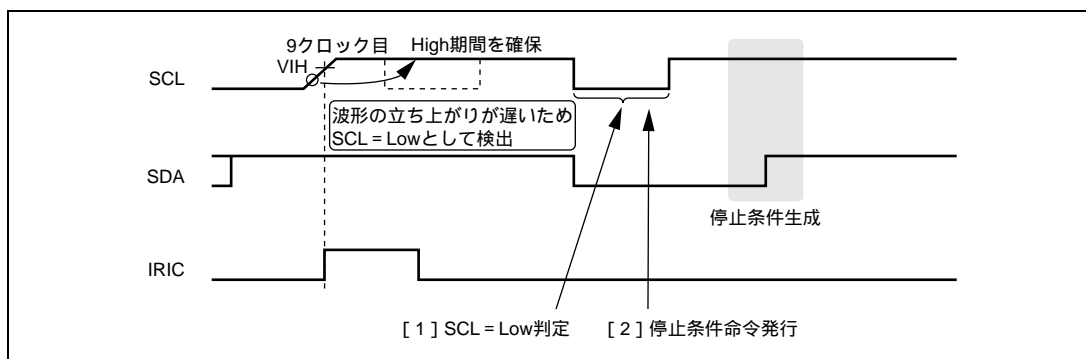 9クロック目 High期間を確保
VIH
SCL
波形の立ち上がりが遅いため
SCL = Lowとして検出
SDA
停止条件生成
IRIC
[ 1 ] SCL = Low判定 [ 2 ] 停止条件命令発行